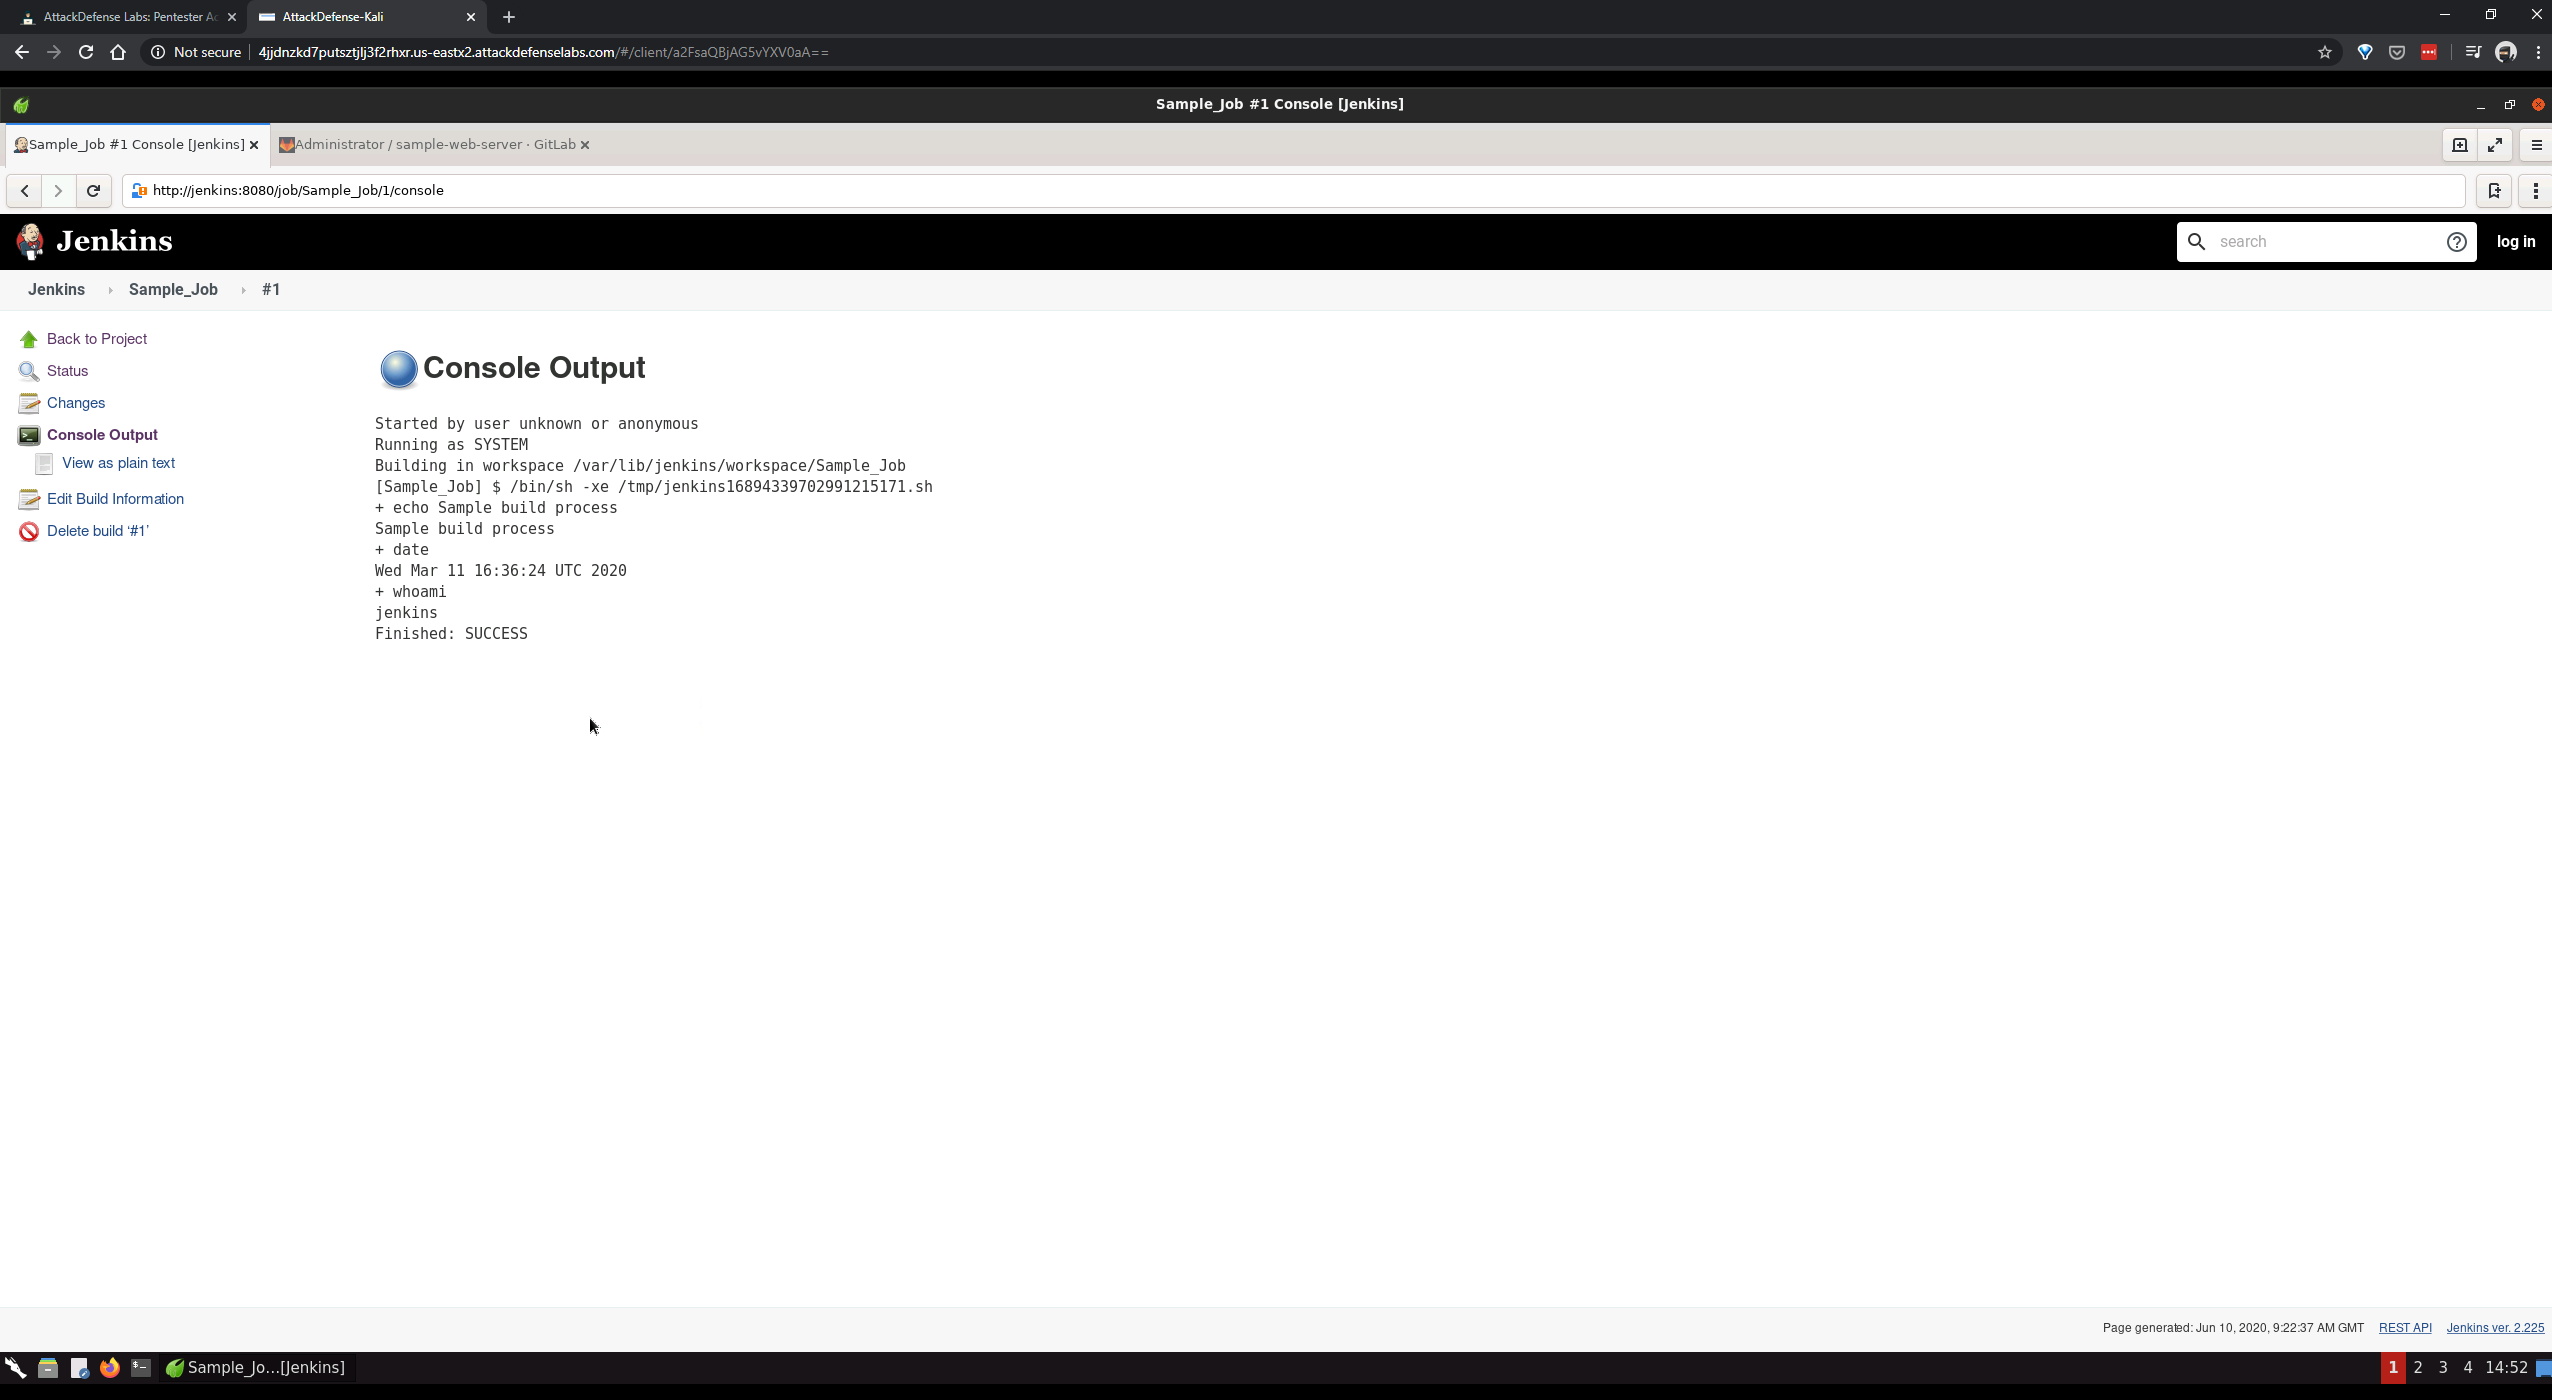 AttackDefense Labs: Pentester Ac
AttackDefense-Kali
Not secure
4jjdnzkd7putsztjlj3f2rhxr.us-eastx2.attackdefenselabs.com/#/client/a2FsaQBjAG5vYXV0aA==
Sample_Job #1 Console [Jenkins]
Sample_Job #1 Console [Jenkins]
Administrator / sample-web-server · GitLab
http://jenkins:8080/job/Sample_Job/1/console
Jenkins
search
log in
Jenkins
Sample_Job
#1
Back to Project
Status
Changes
Console Output
View as plain text
Edit Build Information
Delete build ‘#1’
Console Output
Started by user unknown or anonymous
Running as SYSTEM
Building in workspace /var/lib/jenkins/workspace/Sample_Job
[Sample_Job] $ /bin/sh -xe /tmp/jenkins16894339702991215171.sh
+ echo Sample build process
Sample build process
+ date
Wed Mar 11 16:36:24 UTC 2020
+ whoami
jenkins
Finished: SUCCESS
Page generated: Jun 10, 2020, 9:22:37 AM GMT
REST API
Jenkins ver. 2.225
Sample_Jo...[Jenkins]
1 2 3 4 14:52